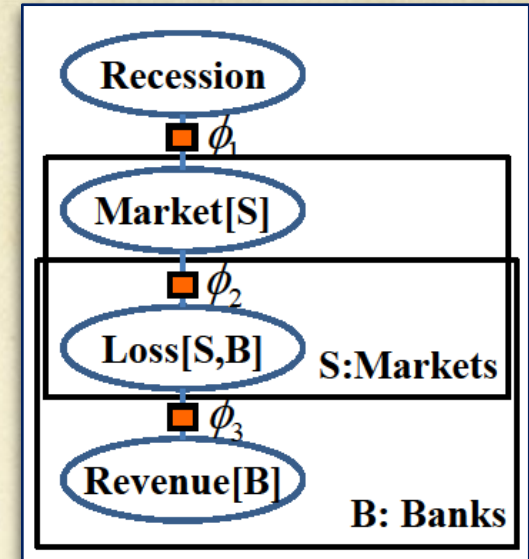 Recession
ϕ₁
Market[S]
ϕ₂
Loss[S,B]
S:Markets
ϕ₃
Revenue[B]
B: Banks